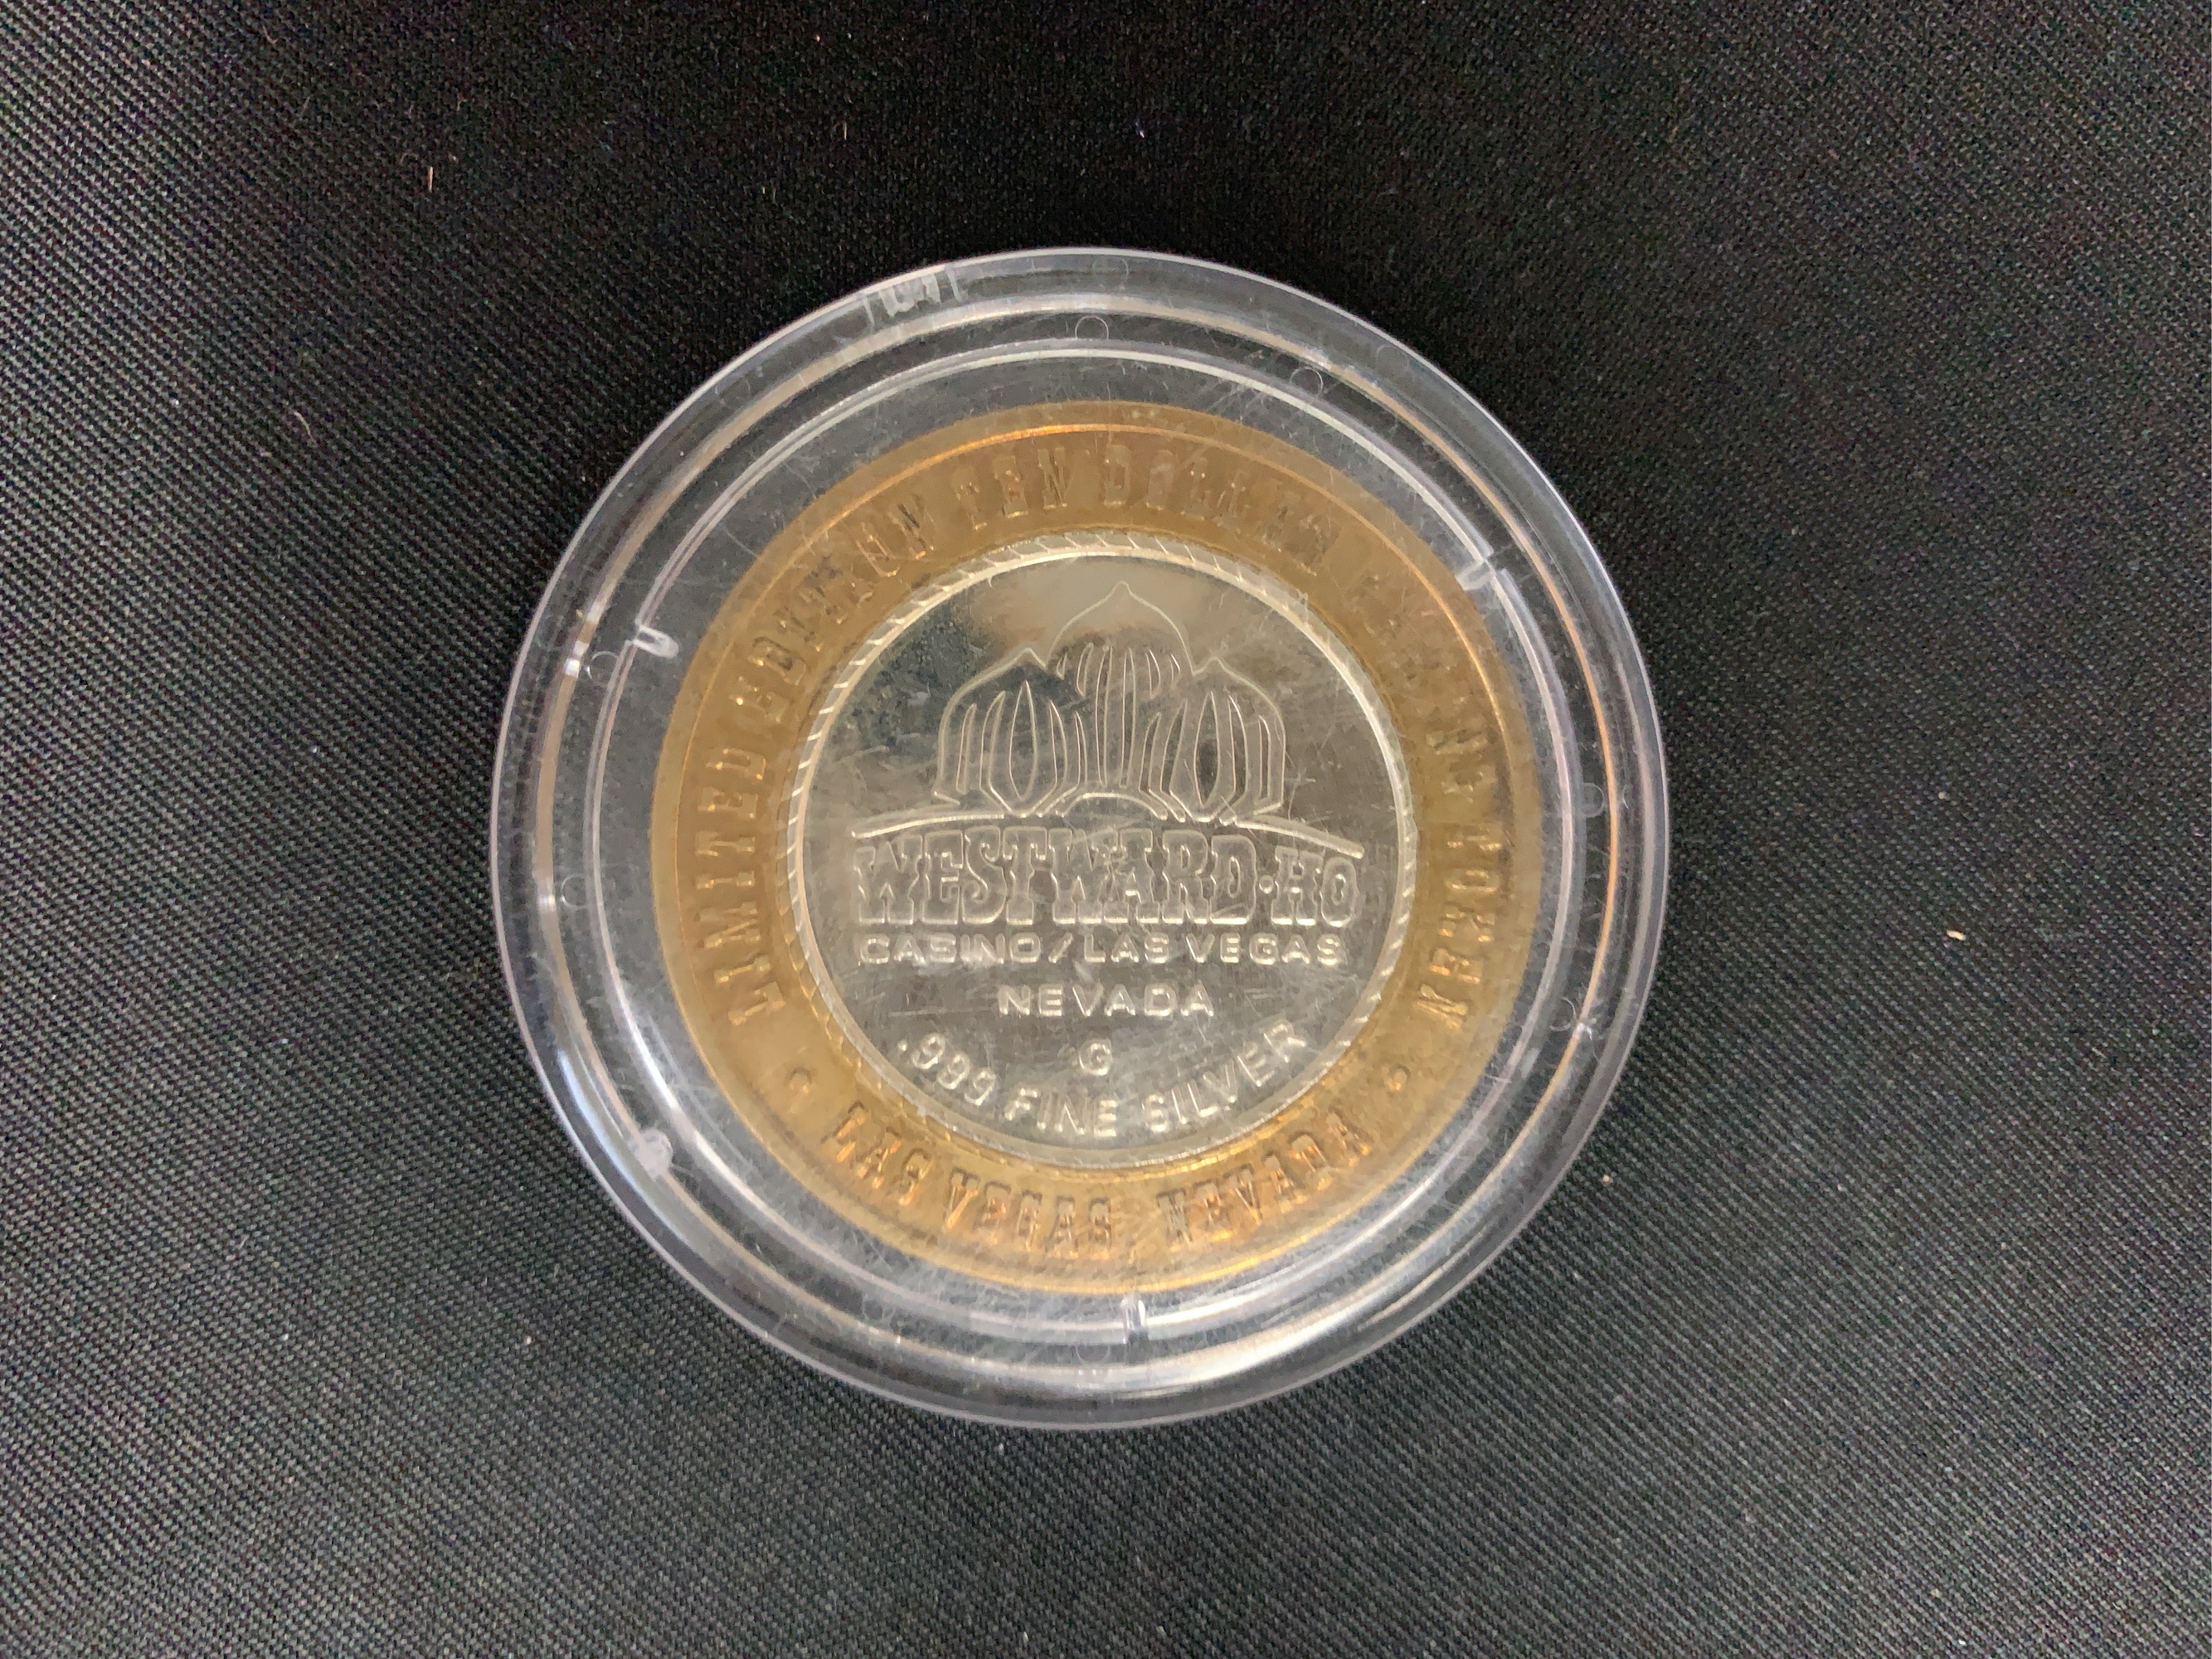 LIMITED EDITION TEN DOLLAR GAMING TOKEN
WESTWARD·HO
CASINO/LAS VEGAS
NEVADA
G
.999 FINE SILVER
• LAS VEGAS, NEVADA •